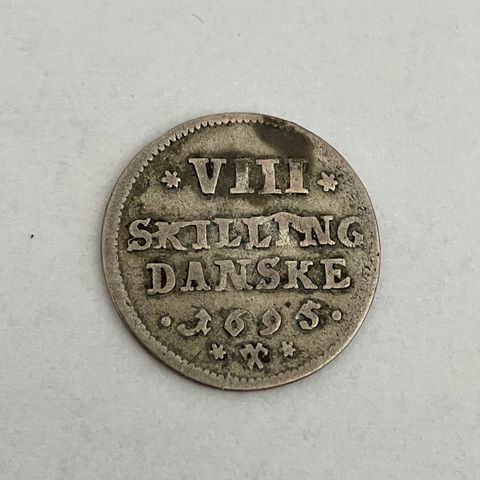 * VIII *
SKILLING
DANSKE
· 1695 ·